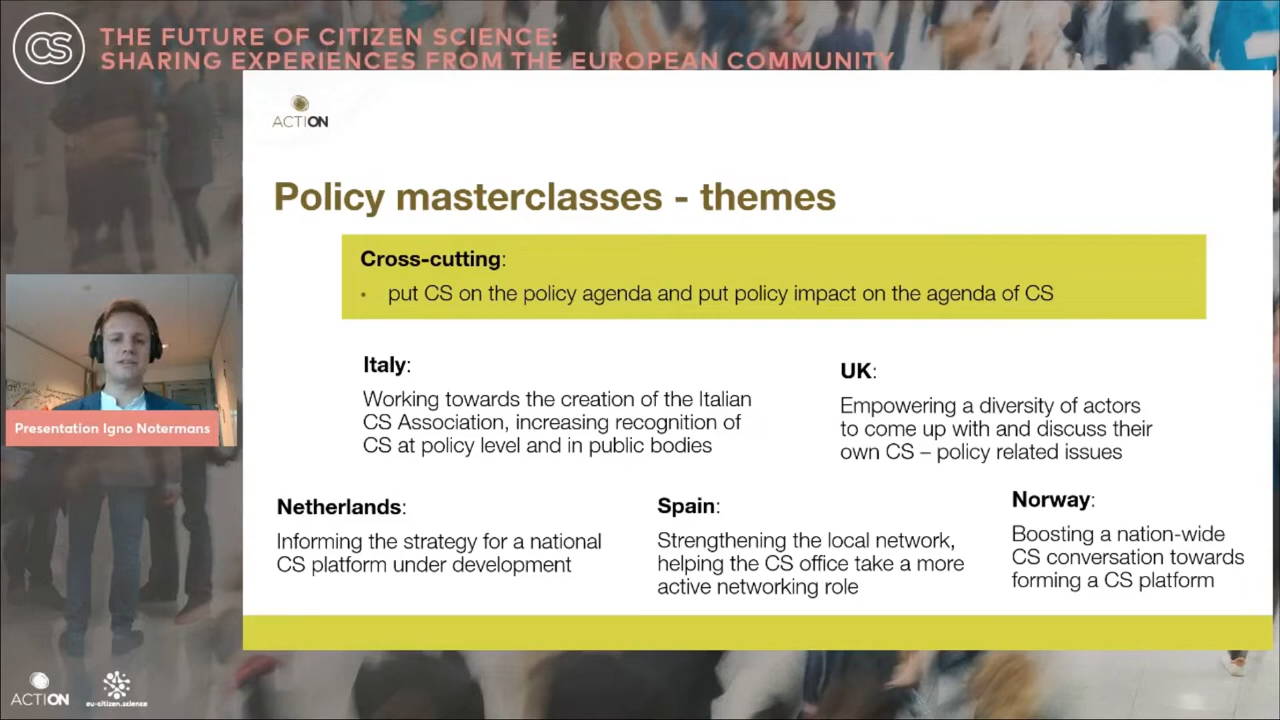 CS
THE FUTURE OF CITIZEN SCIENCE:
SHARING EXPERIENCES FROM THE EUROPEAN COMMUNITY
ACTION
Policy masterclasses - themes
Cross-cutting:
• put CS on the policy agenda and put policy impact on the agenda of CS
Italy:
Working towards the creation of the Italian
CS Association, increasing recognition of
CS at policy level and in public bodies
UK:
Empowering a diversity of actors
to come up with and discuss their
own CS – policy related issues
Netherlands:
Informing the strategy for a national
CS platform under development
Spain:
Strengthening the local network,
helping the CS office take a more
active networking role
Norway:
Boosting a nation-wide
CS conversation towards
forming a CS platform
Presentation Igno Notermans
ACTION
eu-citizen.science